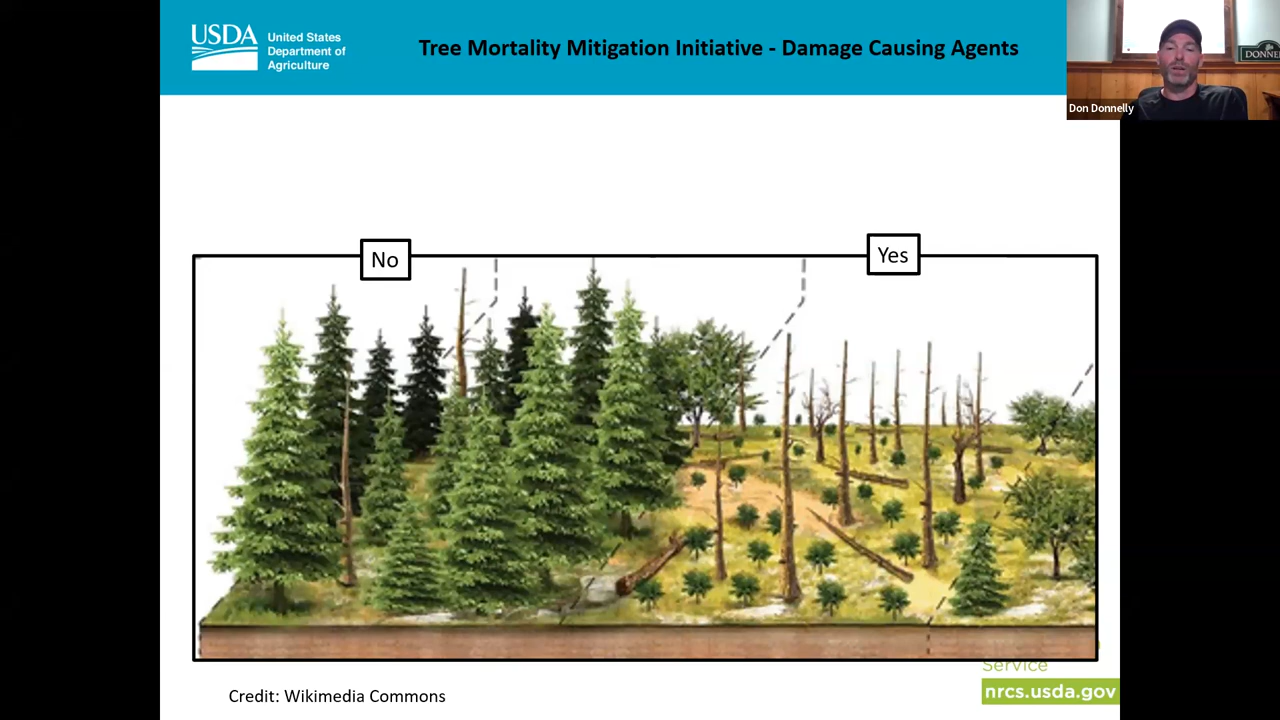 USDA
United States
Department of
Agriculture
Tree Mortality Mitigation Initiative - Damage Causing Agents
Don Donnelly
No
Yes
Service
nrcs.usda.gov
Credit: Wikimedia Commons